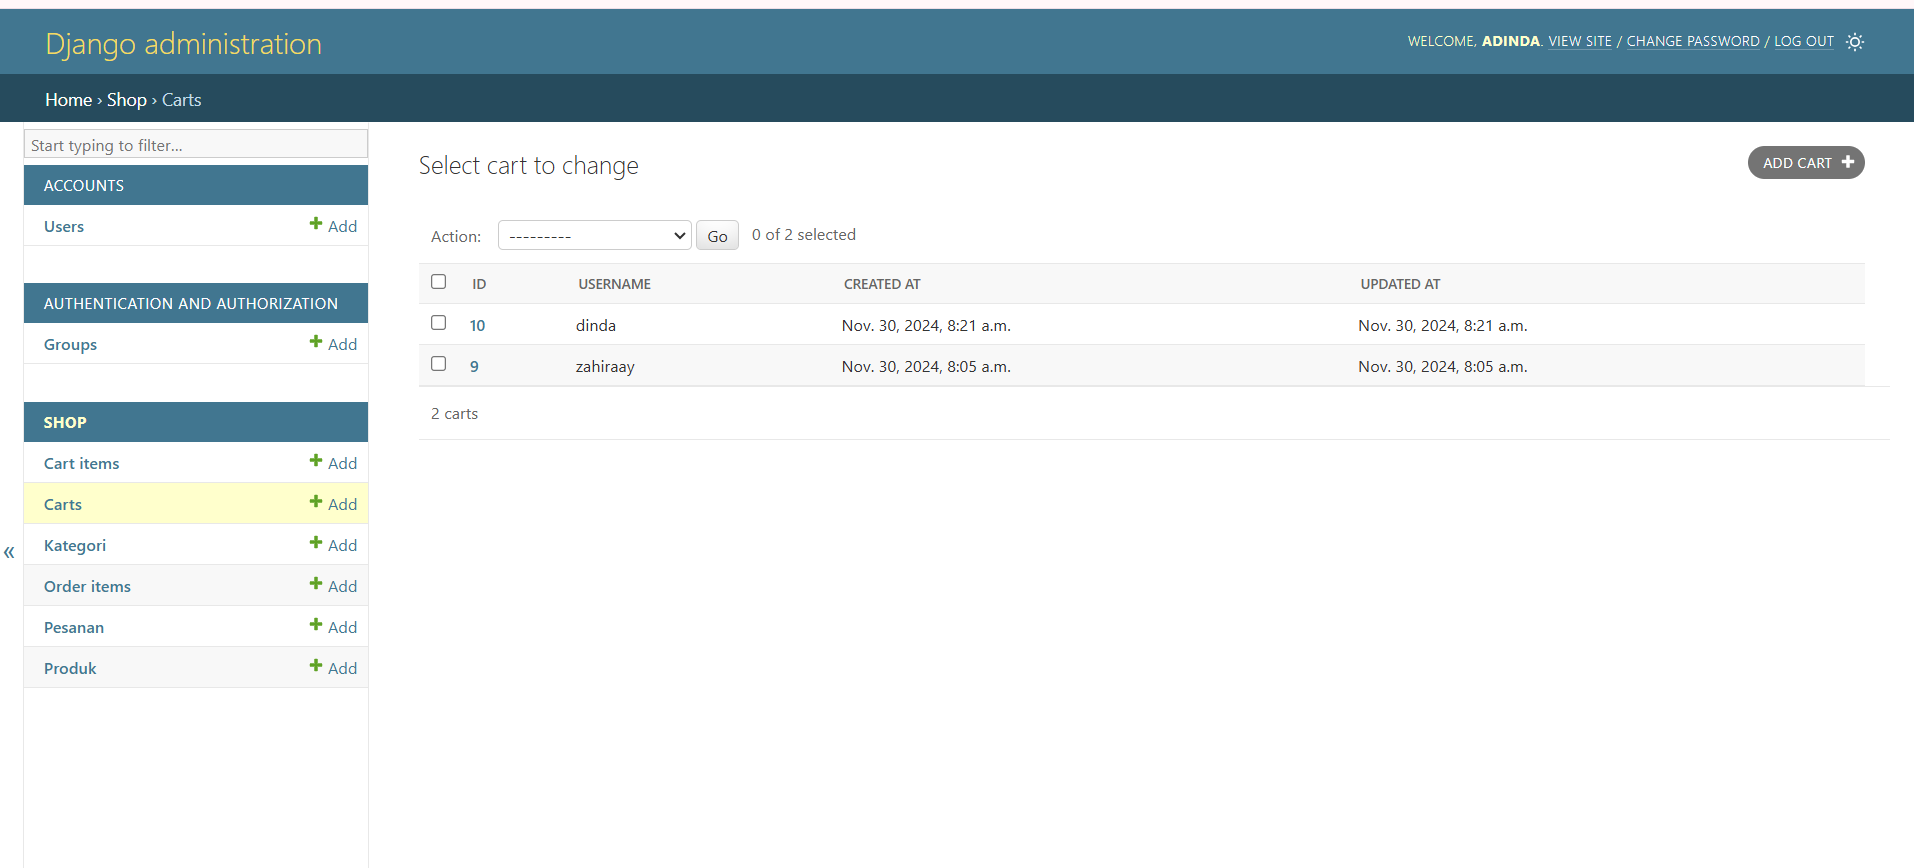 Django administration
WELCOME, ADINDA. VIEW SITE / CHANGE PASSWORD / LOG OUT
Home › Shop › Carts
Start typing to filter...
ACCOUNTS
Users Add
AUTHENTICATION AND AUTHORIZATION
Groups Add
SHOP
Cart items Add
Carts Add
Kategori Add
Order items Add
Pesanan Add
Produk Add
«
Select cart to change
ADD CART
Action: --------- Go 0 of 2 selected
ID USERNAME CREATED AT UPDATED AT
10 dinda Nov. 30, 2024, 8:21 a.m. Nov. 30, 2024, 8:21 a.m.
9 zahiraay Nov. 30, 2024, 8:05 a.m. Nov. 30, 2024, 8:05 a.m.
2 carts